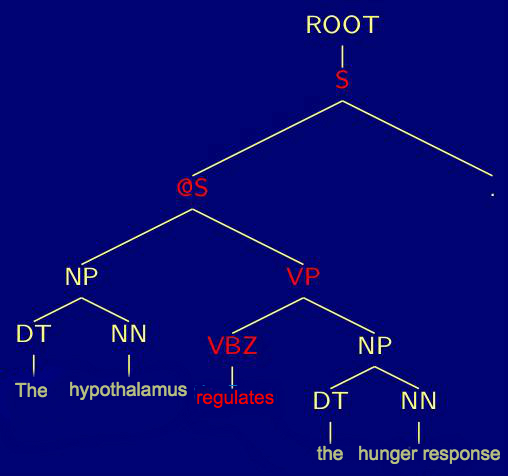 ROOT
S
@S
.
NP
VP
DT NN
VBZ NP
The hypothalamus regulates
DT NN
the hunger response